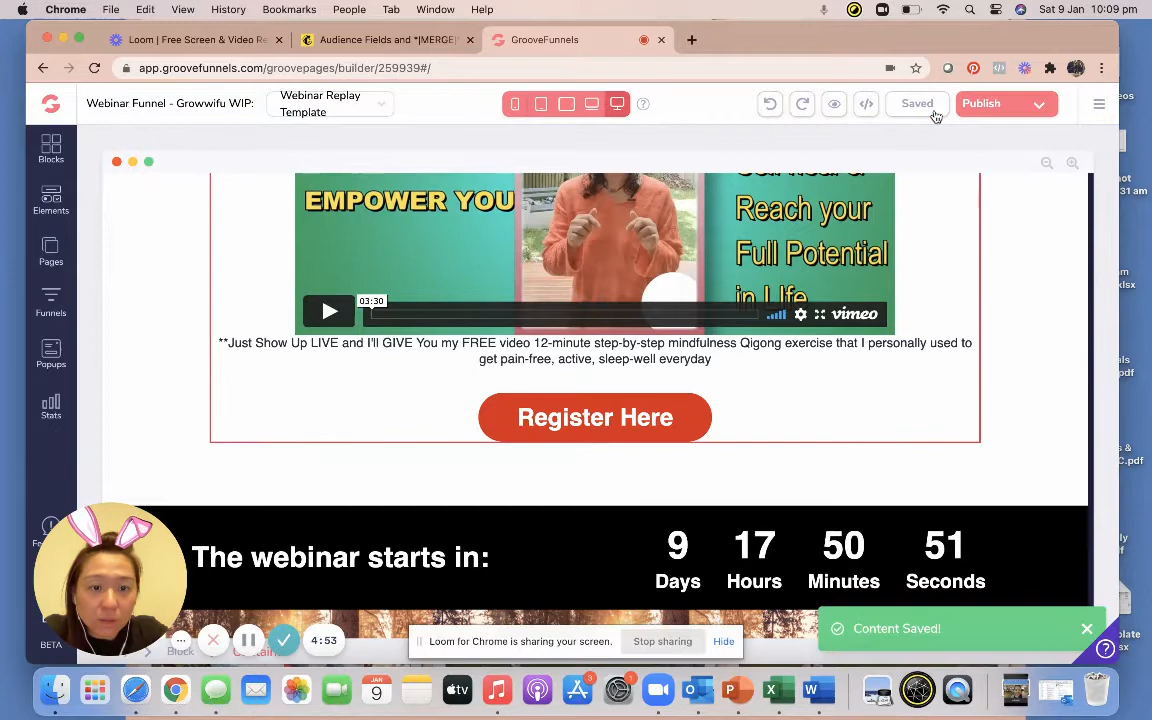 Chrome File Edit View History Bookmarks People Tab Window Help
Sat 9 Jan 10:09 pm
Loom | Free Screen & Video Re
Audience Fields and *|MERGE|*
GrooveFunnels
app.groovefunnels.com/groovepages/builder/259939#/
Webinar Funnel - Growwifu WIP:
Webinar Replay
Template
Saved
Publish
Blocks
Elements
Pages
Funnels
Popups
Stats
BETA
EMPOWER YOU
Reach your
Full Potential
in LIfe
03:30
vimeo
**Just Show Up LIVE and I'll GIVE You my FREE video 12-minute step-by-step mindfulness Qigong exercise that I personally used to
get pain-free, active, sleep-well everyday
Register Here
The webinar starts in:
9 17 50 51
Days Hours Minutes Seconds
Content Saved!
4:53
Loom for Chrome is sharing your screen.
Stop sharing
Hide
Block
JAN
9
tv
3
1